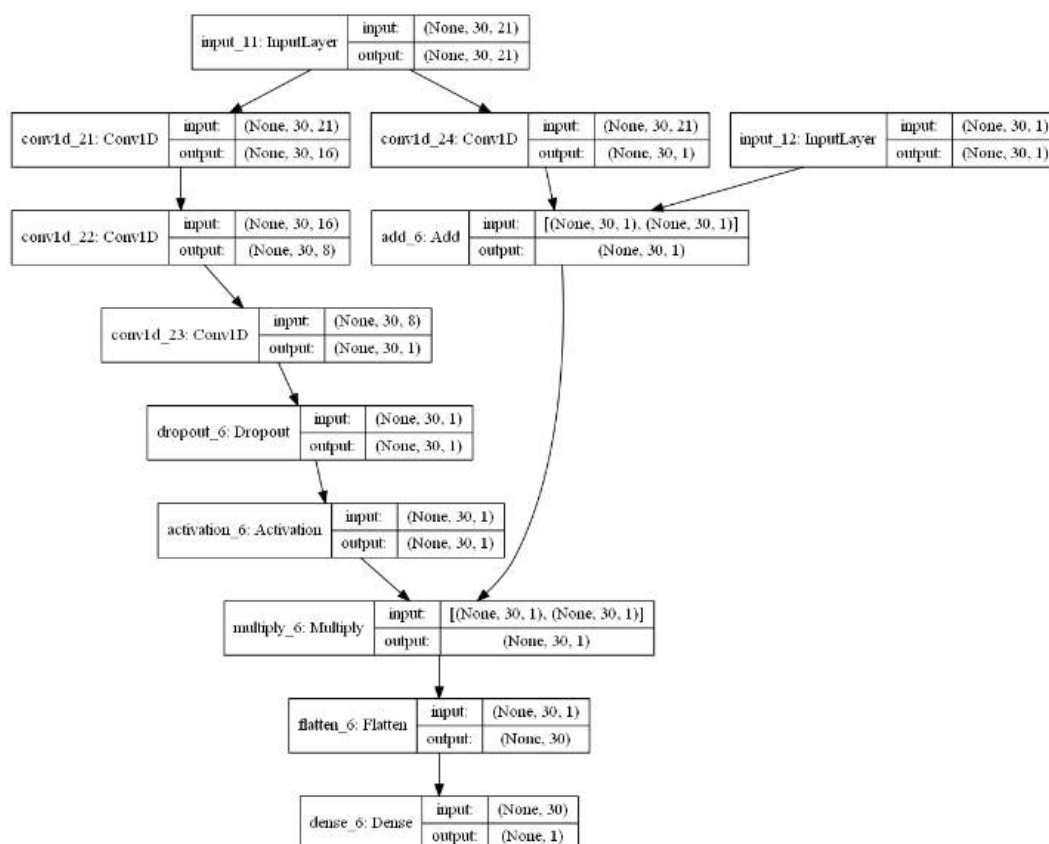 input_11: InputLayer
input: (None, 30, 21)
output: (None, 30, 21)
conv1d_21: Conv1D
input: (None, 30, 21)
output: (None, 30, 16)
conv1d_24: Conv1D
input: (None, 30, 21)
output: (None, 30, 1)
input_12: InputLayer
input: (None, 30, 1)
output: (None, 30, 1)
conv1d_22: Conv1D
input: (None, 30, 16)
output: (None, 30, 8)
add_6: Add
input: [(None, 30, 1), (None, 30, 1)]
output: (None, 30, 1)
conv1d_23: Conv1D
input: (None, 30, 8)
output: (None, 30, 1)
dropout_6: Dropout
input: (None, 30, 1)
output: (None, 30, 1)
activation_6: Activation
input: (None, 30, 1)
output: (None, 30, 1)
multiply_6: Multiply
input: [(None, 30, 1), (None, 30, 1)]
output: (None, 30, 1)
flatten_6: Flatten
input: (None, 30, 1)
output: (None, 30)
dense_6: Dense
input: (None, 30)
output: (None, 1)